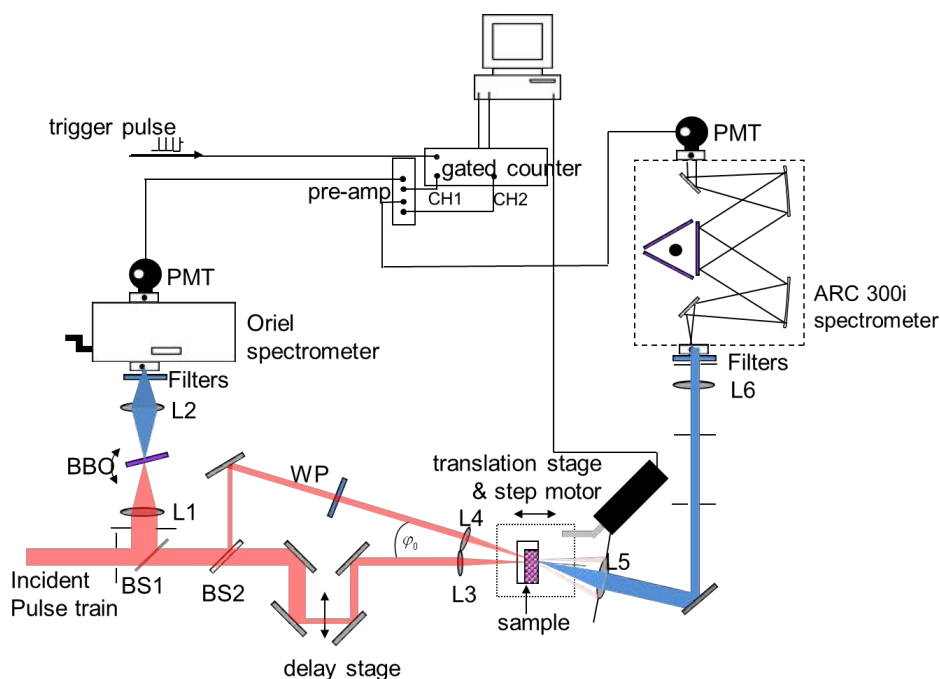 trigger pulse
gated counter
pre-amp
CH1
CH2
PMT
PMT
Oriel
spectrometer
ARC 300i
spectrometer
Filters
L2
Filters
L6
BBO
L1
WP
translation stage
& step motor
L4
φ₀
L3
L5
Incident
Pulse train
BS1
BS2
sample
delay stage